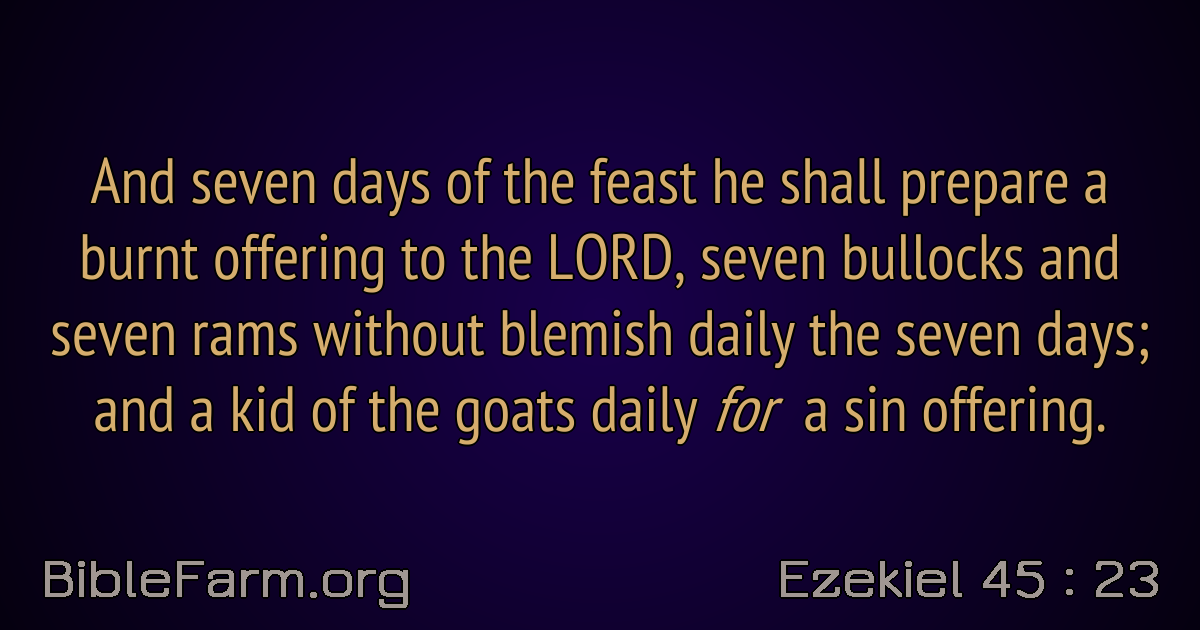 And seven days of the feast he shall prepare a
burnt offering to the LORD, seven bullocks and
seven rams without blemish daily the seven days;
and a kid of the goats daily for a sin offering.
BibleFarm.org
Ezekiel 45 : 23